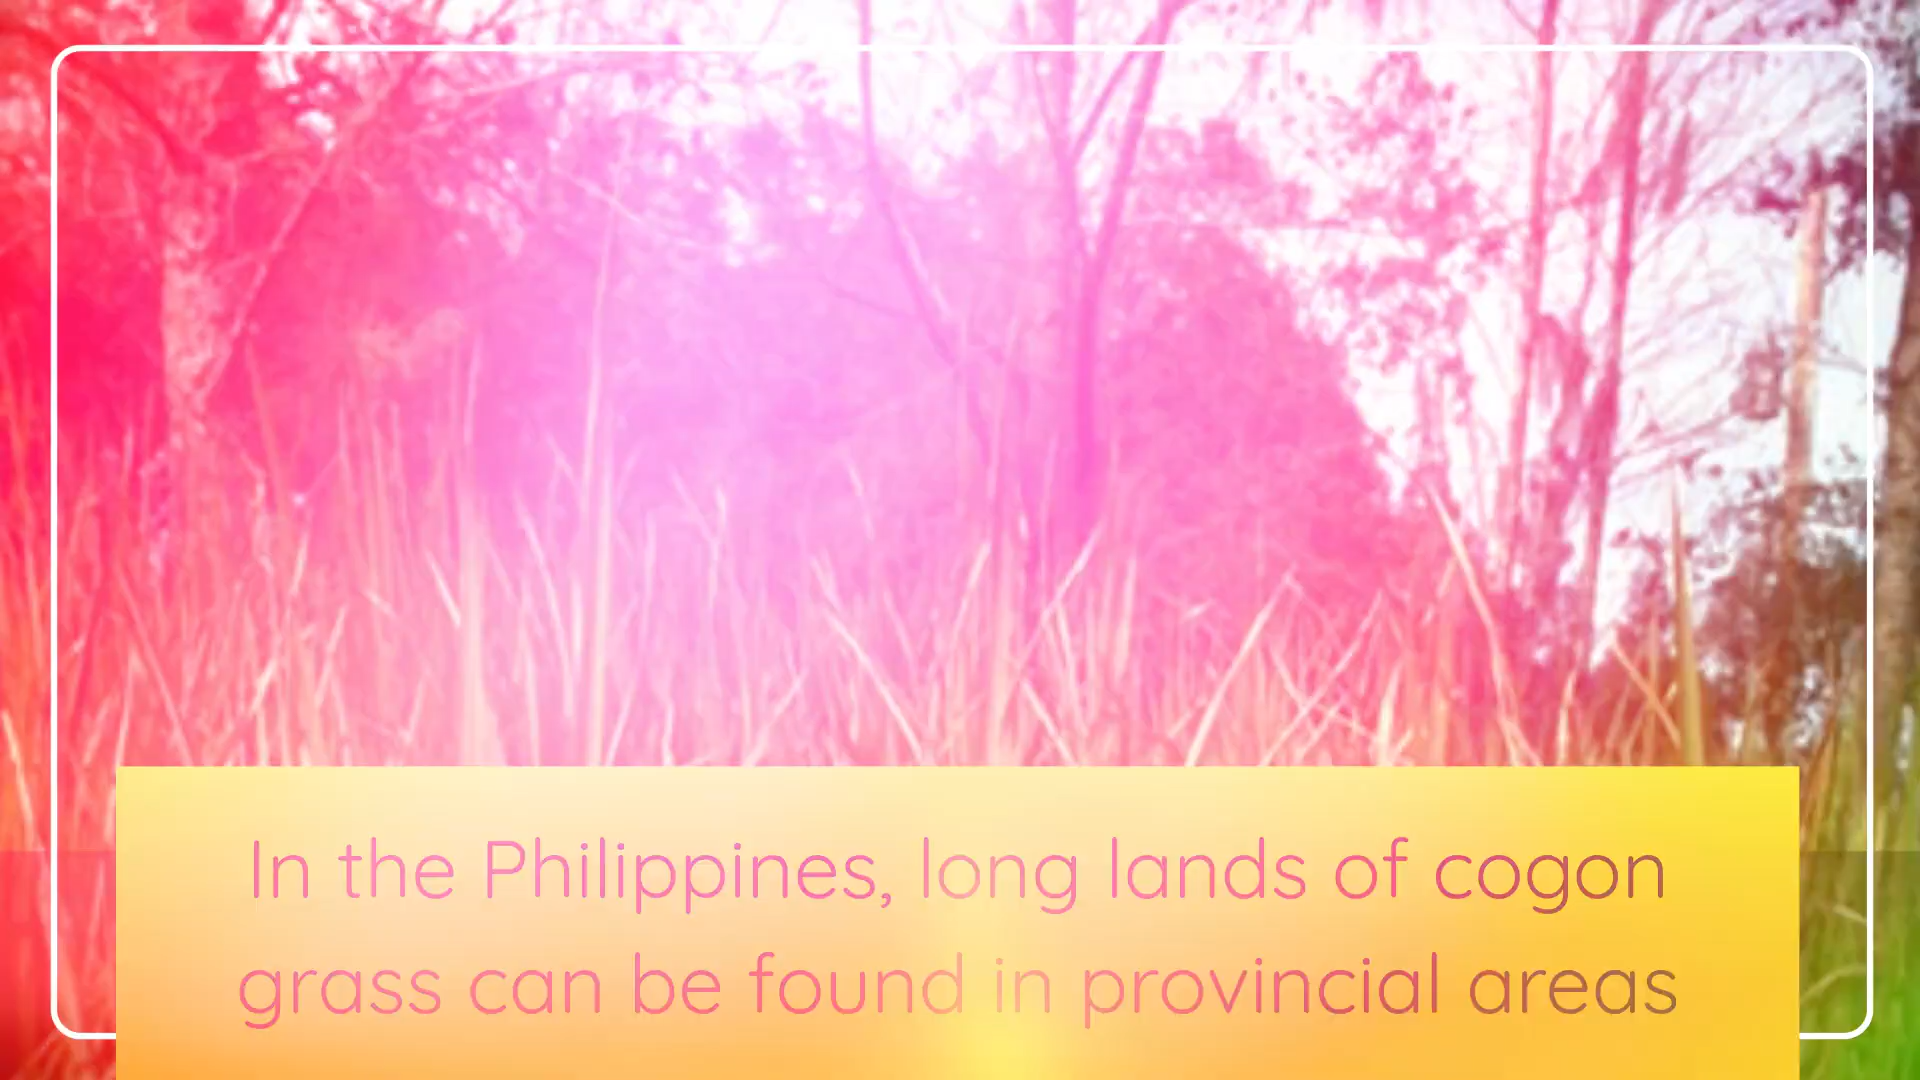 In the Philippines, long lands of cogon
grass can be found in provincial areas